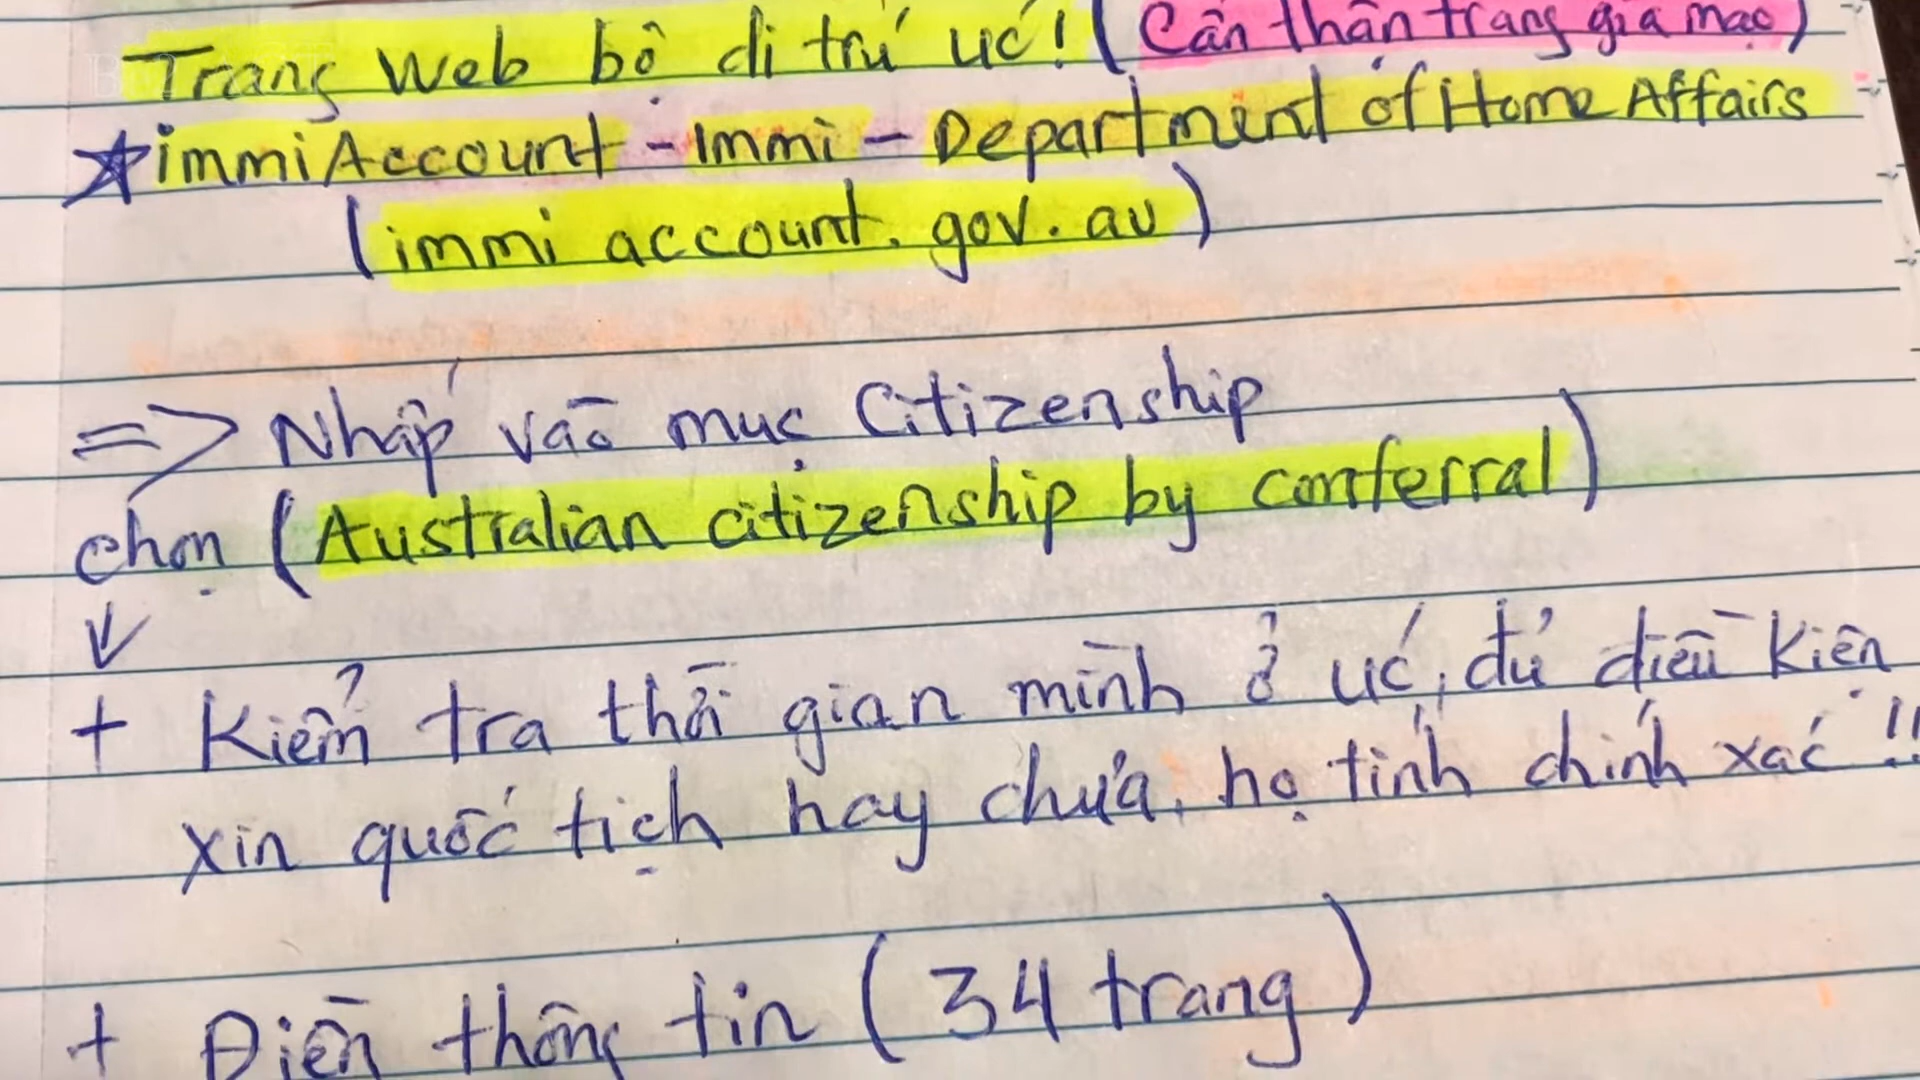 Trang Web bộ di trú Úc! (Cẩn thận trang giả mạo)
immiAccount - Immi - Department of Home Affairs
(immi account. gov. au)
=> Nhấp vào mục Citizenship
chọn (Australian citizenship by conferral)
+ Kiểm tra thời gian mình ở Úc, đủ điều kiện
xin quốc tịch hay chưa, họ tính chính xác !!
+ Điền thông tin (34 trang)